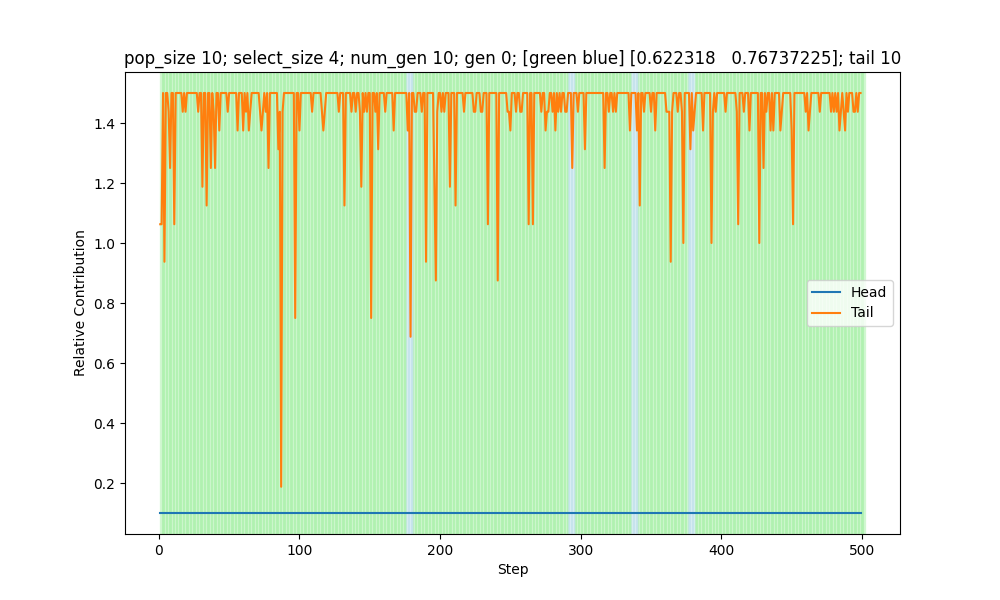 pop_size 10; select_size 4; num_gen 10; gen 0; [green blue] [0.622318   0.76737225]; tail 10
Relative Contribution
1.4
1.2
1.0
0.8
0.6
0.4
0.2
Head
Tail
0 100 200 300 400 500
Step